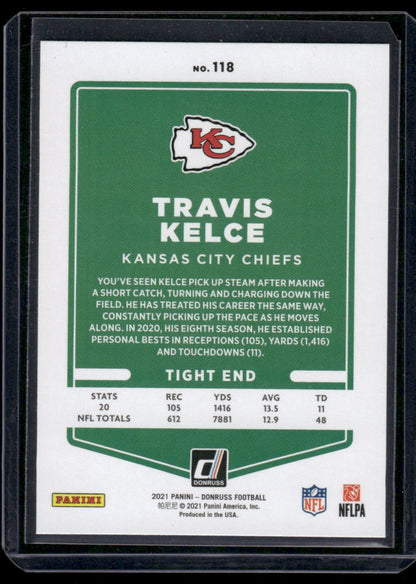 NO. 118
KC
TRAVIS
KELCE
KANSAS CITY CHIEFS
YOU'VE SEEN KELCE PICK UP STEAM AFTER MAKING
A SHORT CATCH, TURNING AND CHARGING DOWN THE
FIELD. HE HAS TREATED HIS CAREER THE SAME WAY,
CONSTANTLY PICKING UP THE PACE AS HE MOVES
ALONG. IN 2020, HIS EIGHTH SEASON, HE ESTABLISHED
PERSONAL BESTS IN RECEPTIONS (105), YARDS (1,416)
AND TOUCHDOWNS (11).
TIGHT END
STATS REC YDS AVG TD
20 105 1416 13.5 11
NFL TOTALS 612 7881 12.9 48
DONRUSS
PANINI
2021 PANINI – DONRUSS FOOTBALL
帕尼尼 © 2021 Panini America, Inc.
Produced in the USA.
NFL
NFLPA